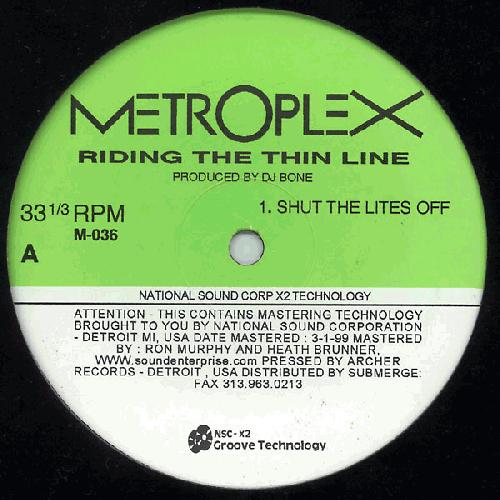 METROPLEX
RIDING THE THIN LINE
PRODUCED BY DJ BONE
33 1/3 RPM
M-036
A
1. SHUT THE LITES OFF
NATIONAL SOUND CORP X2 TECHNOLOGY
ATTENTION - THIS CONTAINS MASTERING TECHNOLOGY
BROUGHT TO YOU BY NATIONAL SOUND CORPORATION
- DETROIT MI, USA DATE MASTERED : 3-1-99 MASTERED
BY : RON MURPHY AND HEATH BRUNNER,
WWW.soundenterprise.com PRESSED BY ARCHER
RECORDS - DETROIT , USA DISTRIBUTED BY SUBMERGE:
FAX 313.963.0213
NSC - X2
Groove Technology